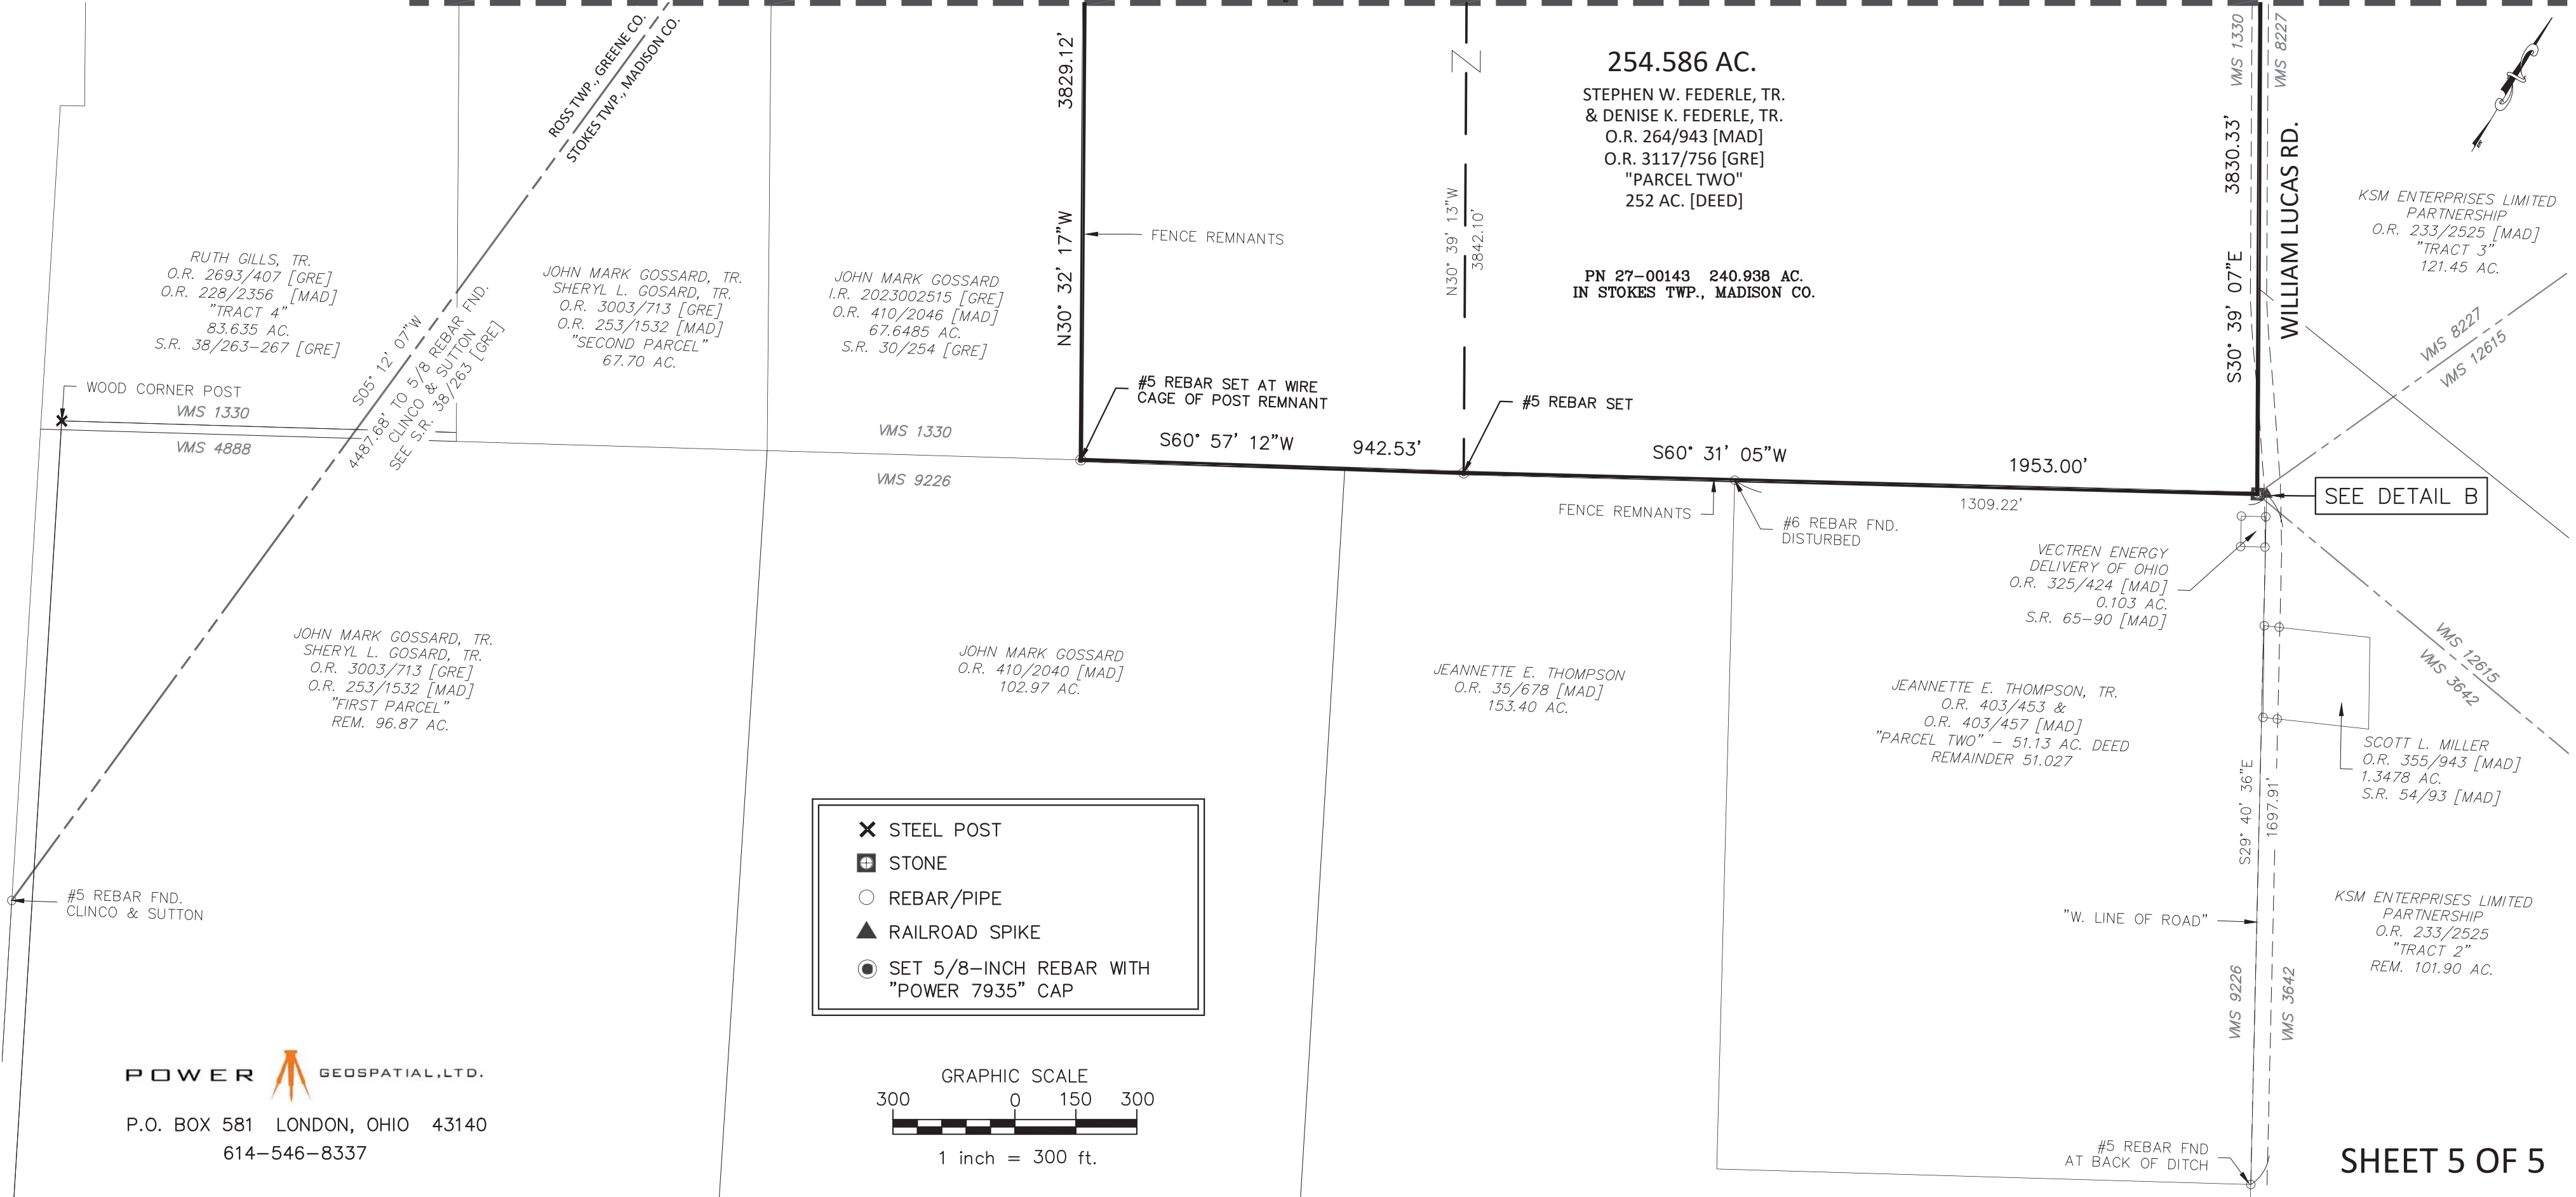 ROSS TWP., GREENE CO.
STOKES TWP., MADISON CO.
3829.12'
N30° 32' 17"W
FENCE REMNANTS
N30° 39' 13"W
3842.10'
254.586 AC.
STEPHEN W. FEDERLE, TR.
& DENISE K. FEDERLE, TR.
O.R. 264/943 [MAD]
O.R. 3117/756 [GRE]
"PARCEL TWO"
252 AC. [DEED]
PN 27-00143 240.938 AC.
IN STOKES TWP., MADISON CO.
VMS 1330
VMS 8227
3830.33'
S30° 39' 07"E
WILLIAM LUCAS RD.
KSM ENTERPRISES LIMITED
PARTNERSHIP
O.R. 233/2525 [MAD]
"TRACT 3"
121.45 AC.
VMS 8227
VMS 12615
RUTH GILLS, TR.
O.R. 2693/407 [GRE]
O.R. 228/2356 [MAD]
"TRACT 4"
83.635 AC.
S.R. 38/263-267 [GRE]
S05° 12' 07"W
4487.68' TO 5/8 REBAR FND.
CLINCO & SUTTON
SEE S.R. 38/263 [GRE]
JOHN MARK GOSSARD, TR.
SHERYL L. GOSARD, TR.
O.R. 3003/713 [GRE]
O.R. 253/1532 [MAD]
"SECOND PARCEL"
67.70 AC.
JOHN MARK GOSSARD
I.R. 2023002515 [GRE]
O.R. 410/2046 [MAD]
67.6485 AC.
S.R. 30/254 [GRE]
WOOD CORNER POST
VMS 1330
VMS 4888
#5 REBAR SET AT WIRE
CAGE OF POST REMNANT
#5 REBAR SET
VMS 1330
VMS 9226
S60° 57' 12"W 942.53'
S60° 31' 05"W 1953.00'
1309.22'
FENCE REMNANTS
#6 REBAR FND.
DISTURBED
SEE DETAIL B
VECTREN ENERGY
DELIVERY OF OHIO
O.R. 325/424 [MAD]
0.103 AC.
S.R. 65-90 [MAD]
VMS 12615
VMS 3642
JOHN MARK GOSSARD, TR.
SHERYL L. GOSARD, TR.
O.R. 3003/713 [GRE]
O.R. 253/1532 [MAD]
"FIRST PARCEL"
REM. 96.87 AC.
JOHN MARK GOSSARD
O.R. 410/2040 [MAD]
102.97 AC.
JEANNETTE E. THOMPSON
O.R. 35/678 [MAD]
153.40 AC.
JEANNETTE E. THOMPSON, TR.
O.R. 403/453 &
O.R. 403/457 [MAD]
"PARCEL TWO" - 51.13 AC. DEED
REMAINDER 51.027
SCOTT L. MILLER
O.R. 355/943 [MAD]
1.3478 AC.
S.R. 54/93 [MAD]
S29° 40' 36"E
1697.91'
#5 REBAR FND.
CLINCO & SUTTON
STEEL POST
STONE
REBAR/PIPE
RAILROAD SPIKE
SET 5/8-INCH REBAR WITH
"POWER 7935" CAP
"W. LINE OF ROAD"
KSM ENTERPRISES LIMITED
PARTNERSHIP
O.R. 233/2525
"TRACT 2"
REM. 101.90 AC.
VMS 9226
VMS 3642
POWER GEOSPATIAL,LTD.
P.O. BOX 581 LONDON, OHIO 43140
614-546-8337
GRAPHIC SCALE
300 0 150 300
1 inch = 300 ft.
#5 REBAR FND
AT BACK OF DITCH
SHEET 5 OF 5